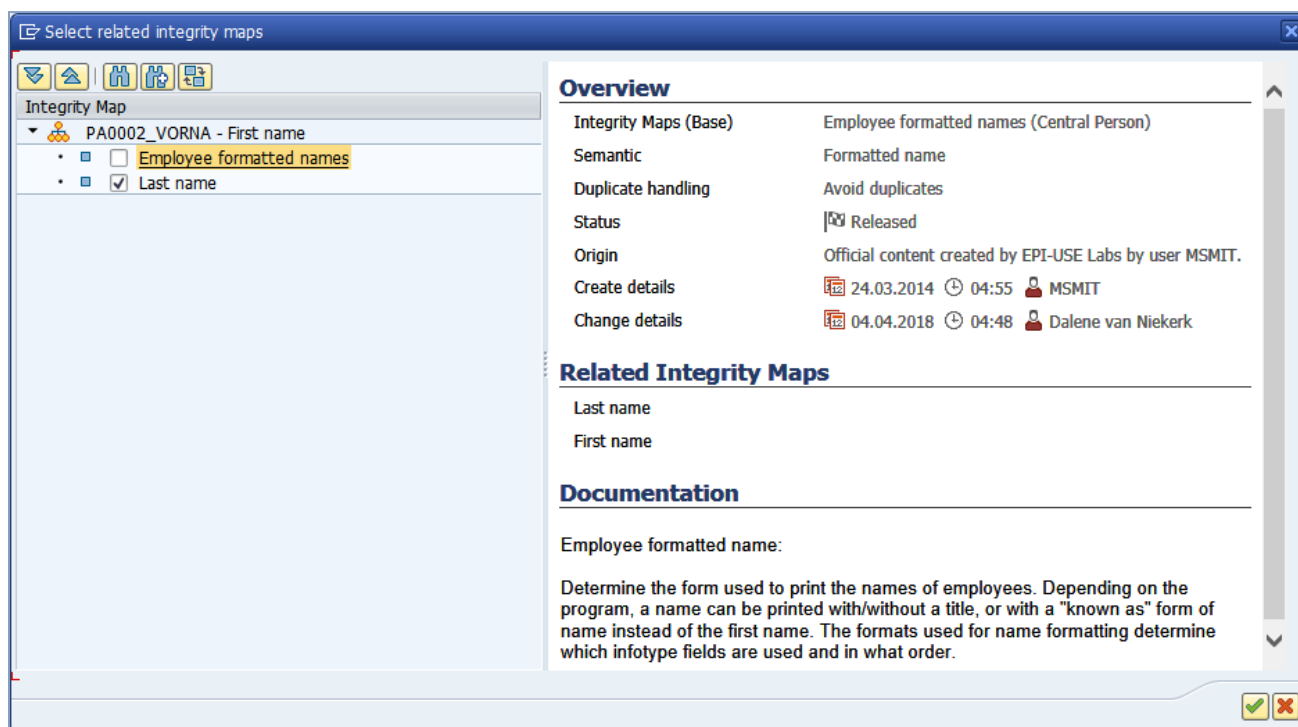 Select related integrity maps
Integrity Map
PA0002_VORNA - First name
Employee formatted names
Last name
Overview
Integrity Maps (Base) Employee formatted names (Central Person)
Semantic Formatted name
Duplicate handling Avoid duplicates
Status Released
Origin Official content created by EPI-USE Labs by user MSMIT.
Create details 24.03.2014 04:55 MSMIT
Change details 04.04.2018 04:48 Dalene van Niekerk
Related Integrity Maps
Last name
First name
Documentation
Employee formatted name:
Determine the form used to print the names of employees. Depending on the
program, a name can be printed with/without a title, or with a "known as" form of
name instead of the first name. The formats used for name formatting determine
which infotype fields are used and in what order.